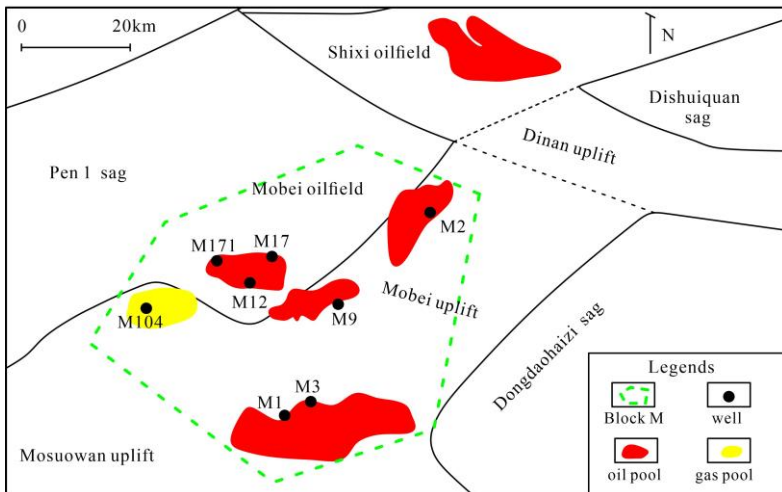 0 20km
N
Shixi oilfield
Dishuiquan
sag
Dinan uplift
Pen 1 sag
Mobei oilfield
M2
M171
M17
M12
M9
M104
Mobei uplift
Dongdaohaizi sag
M3
M1
Mosuowan uplift
Legends
Block M
well
oil pool
gas pool